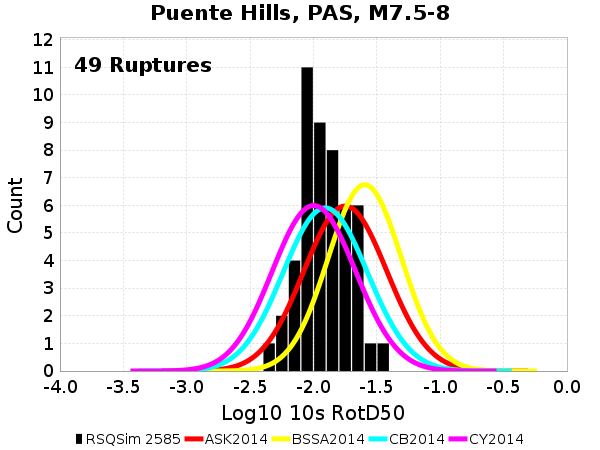 Puente Hills, PAS, M7.5-8
49 Ruptures
Count
12
11
10
9
8
7
6
5
4
3
2
1
0
-4.0 -3.5 -3.0 -2.5 -2.0 -1.5 -1.0 -0.5 0.0
Log10 10s RotD50
RSQSim 2585 ASK2014 BSSA2014 CB2014 CY2014